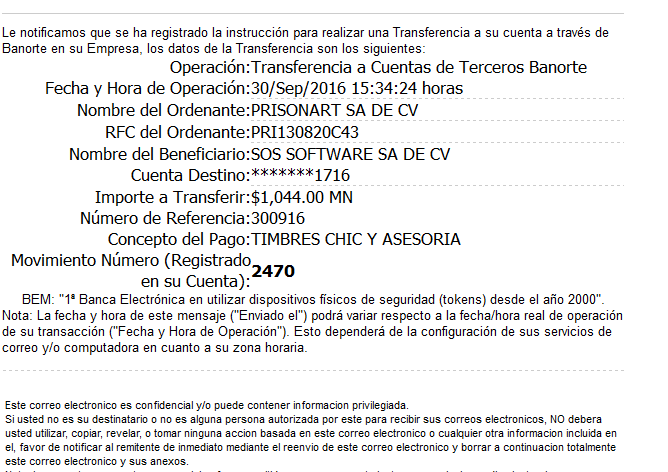 Le notificamos que se ha registrado la instrucción para realizar una Transferencia a su cuenta a través de
Banorte en su Empresa, los datos de la Transferencia son los siguientes:
Operación:Transferencia a Cuentas de Terceros Banorte
Fecha y Hora de Operación:30/Sep/2016 15:34:24 horas
Nombre del Ordenante:PRISONART SA DE CV
RFC del Ordenante:PRI130820C43
Nombre del Beneficiario:SOS SOFTWARE SA DE CV
Cuenta Destino:*******1716
Importe a Transferir:$1,044.00 MN
Número de Referencia:300916
Concepto del Pago:TIMBRES CHIC Y ASESORIA
Movimiento Número (Registrado
en su Cuenta):2470
BEM: "1ª Banca Electrónica en utilizar dispositivos físicos de seguridad (tokens) desde el año 2000".
Nota: La fecha y hora de este mensaje ("Enviado el") podrá variar respecto a la fecha/hora real de operación
de su transacción ("Fecha y Hora de Operación"). Esto dependerá de la configuración de sus servicios de
correo y/o computadora en cuanto a su zona horaria.
Este correo electronico es confidencial y/o puede contener informacion privilegiada.
Si usted no es su destinatario o no es alguna persona autorizada por este para recibir sus correos electronicos, NO debera
usted utilizar, copiar, revelar, o tomar ninguna accion basada en este correo electronico o cualquier otra informacion incluida en
el, favor de notificar al remitente de inmediato mediante el reenvio de este correo electronico y borrar a continuacion totalmente
este correo electronico y sus anexos.